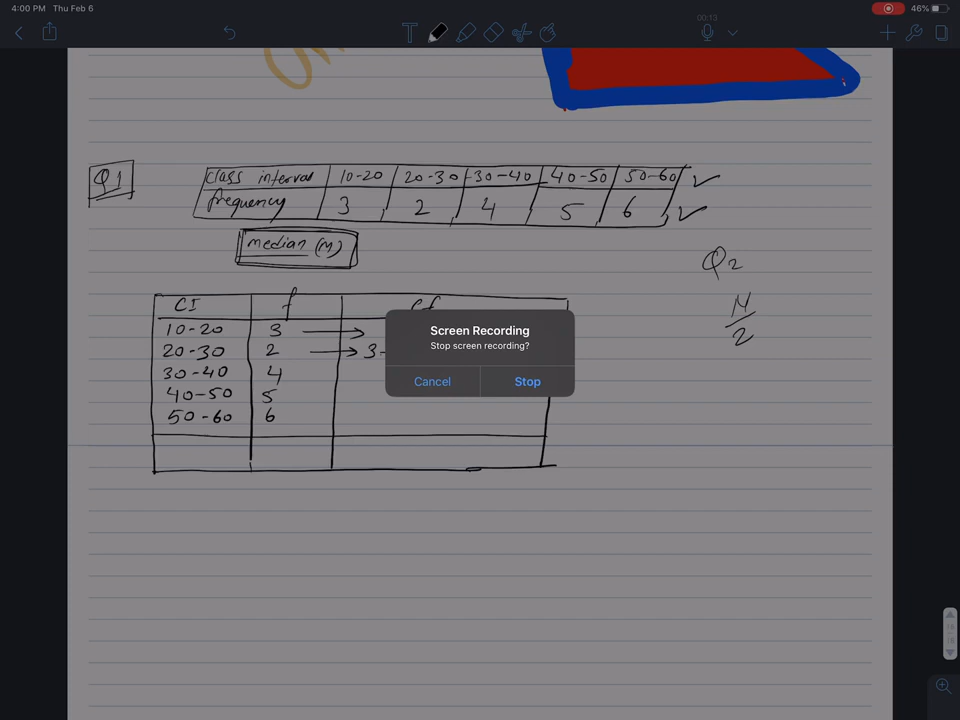 4:00 PM Thu Feb 6
46%
00:13
Q1
class interval 10-20 20-30 30-40 40-50 50-60
frequency 3 2 4 5 6
median (M)
Q2
N
2
CI f cf
10-20 3
20-30 2 3-
30-40 4
40-50 5
50-60 6
Screen Recording
Stop screen recording?
Cancel Stop